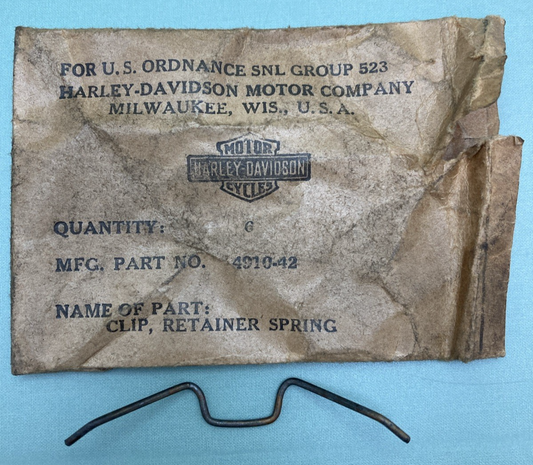 FOR U.S. ORDNANCE SNL GROUP 523
HARLEY-DAVIDSON MOTOR COMPANY
MILWAUKEE, WIS., U.S.A.
MOTOR
HARLEY-DAVIDSON
CYCLES
QUANTITY: 6
MFG. PART NO. 4910-42
NAME OF PART:
CLIP, RETAINER SPRING